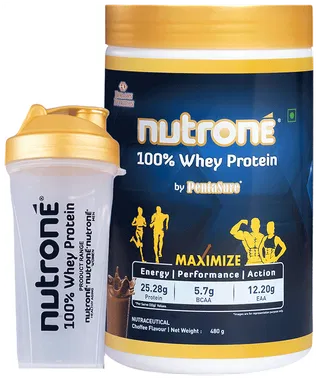 nutroné
100% Whey Protein
by PentaSure
MAXIMIZE
Energy | Performance | Action
25.28g
Protein
5.7g
BCAA
12.20g
EAA
NUTRACEUTICAL
Choffee Flavour | Net Weight : 480 g
nutroné
100% Whey Protein
PRODUCT RANGE
nutroné nutroné
nutroné nutroné